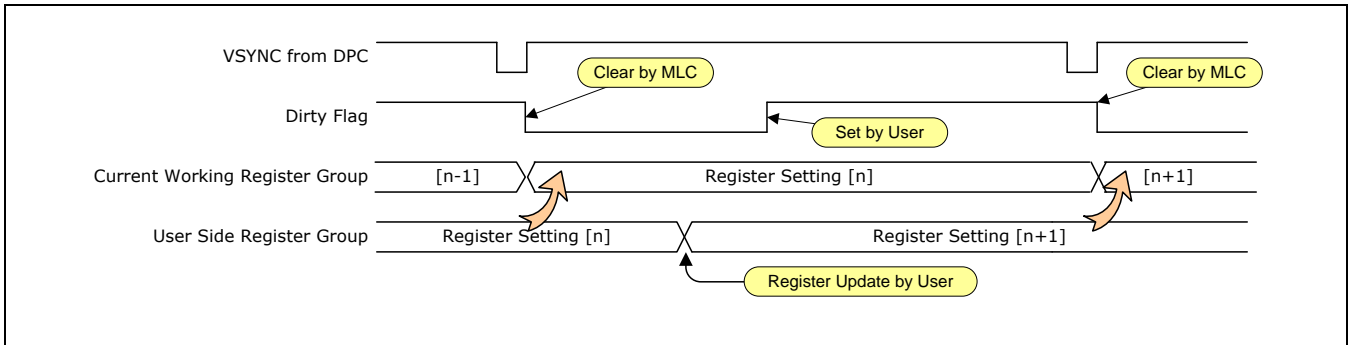 VSYNC from DPC
Clear by MLC
Clear by MLC
Dirty Flag
Set by User
Current Working Register Group
[n-1]
Register Setting [n]
[n+1]
User Side Register Group
Register Setting [n]
Register Setting [n+1]
Register Update by User